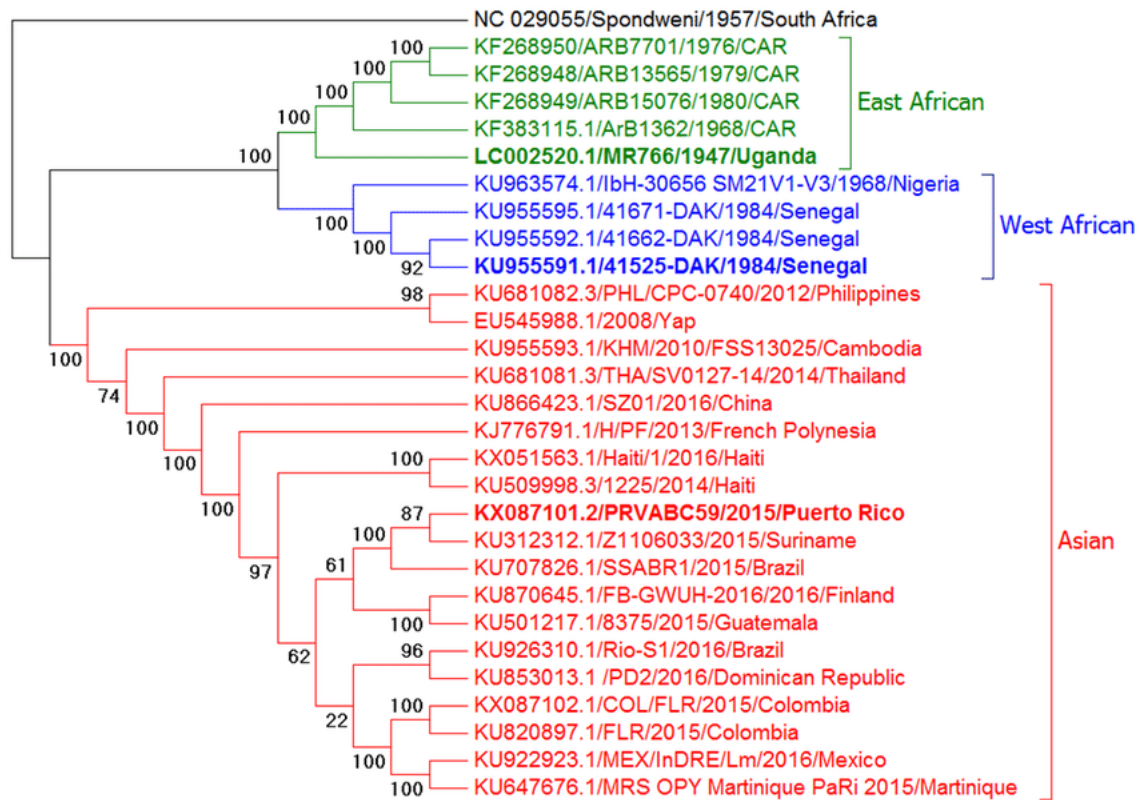 NC 029055/Spondweni/1957/South Africa
100
KF268950/ARB7701/1976/CAR
100
KF268948/ARB13565/1979/CAR
100
KF268949/ARB15076/1980/CAR
East African
100
KF383115.1/ArB1362/1968/CAR
100
LC002520.1/MR766/1947/Uganda
KU963574.1/IbH-30656 SM21V1-V3/1968/Nigeria
100
KU955595.1/41671-DAK/1984/Senegal
West African
100
KU955592.1/41662-DAK/1984/Senegal
92
KU955591.1/41525-DAK/1984/Senegal
98
KU681082.3/PHL/CPC-0740/2012/Philippines
EU545988.1/2008/Yap
100
KU955593.1/KHM/2010/FSS13025/Cambodia
74
KU681081.3/THA/SV0127-14/2014/Thailand
100
KU866423.1/SZ01/2016/China
100
KJ776791.1/H/PF/2013/French Polynesia
100
KX051563.1/Haiti/1/2016/Haiti
100
KU509998.3/1225/2014/Haiti
87
KX087101.2/PRVABC59/2015/Puerto Rico
100
KU312312.1/Z1106033/2015/Suriname
Asian
61
KU707826.1/SSABR1/2015/Brazil
97
KU870645.1/FB-GWUH-2016/2016/Finland
100
KU501217.1/8375/2015/Guatemala
62
96
KU926310.1/Rio-S1/2016/Brazil
KU853013.1 /PD2/2016/Dominican Republic
22
100
KX087102.1/COL/FLR/2015/Colombia
KU820897.1/FLR/2015/Colombia
100
KU922923.1/MEX/InDRE/Lm/2016/Mexico
100
KU647676.1/MRS OPY Martinique PaRi 2015/Martinique